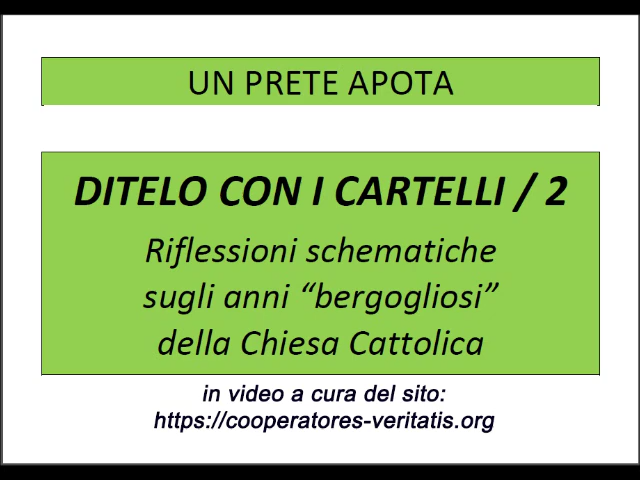 UN PRETE APOTA
DITELO CON I CARTELLI / 2
Riflessioni schematiche
sugli anni “bergogliosi”
della Chiesa Cattolica
in video a cura del sito:
https://cooperatores-veritatis.org